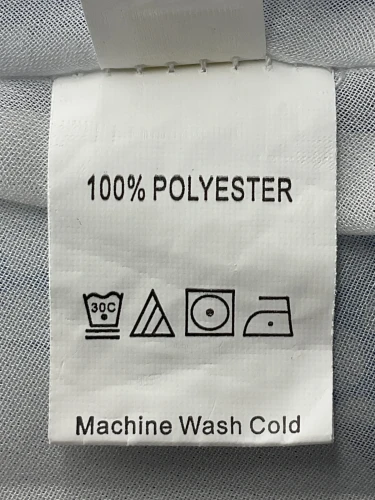 100% POLYESTER
30C
Machine Wash Cold